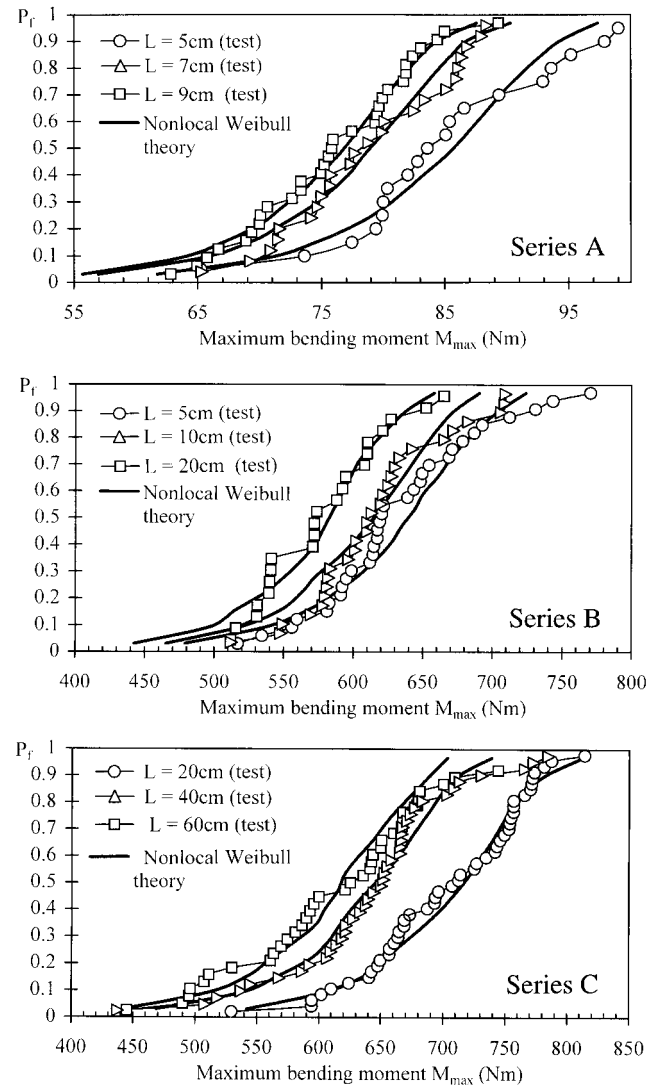 P_f
1
0.9
0.8
0.7
0.6
0.5
0.4
0.3
0.2
0.1
0
L = 5cm (test)
L = 7cm (test)
L = 9cm (test)
Nonlocal Weibull
theory
Series A
55 65 75 85 95
Maximum bending moment M_max (Nm)
P_f
1
0.9
0.8
0.7
0.6
0.5
0.4
0.3
0.2
0.1
0
L = 5cm (test)
L = 10cm (test)
L = 20cm (test)
Nonlocal Weibull
theory
Series B
400 450 500 550 600 650 700 750 800
Maximum bending moment M_max (Nm)
P_f
1
0.9
0.8
0.7
0.6
0.5
0.4
0.3
0.2
0.1
0
L = 20cm (test)
L = 40cm (test)
L = 60cm (test)
Nonlocal Weibull
theory
Series C
400 450 500 550 600 650 700 750 800 850
Maximum bending moment M_max (Nm)